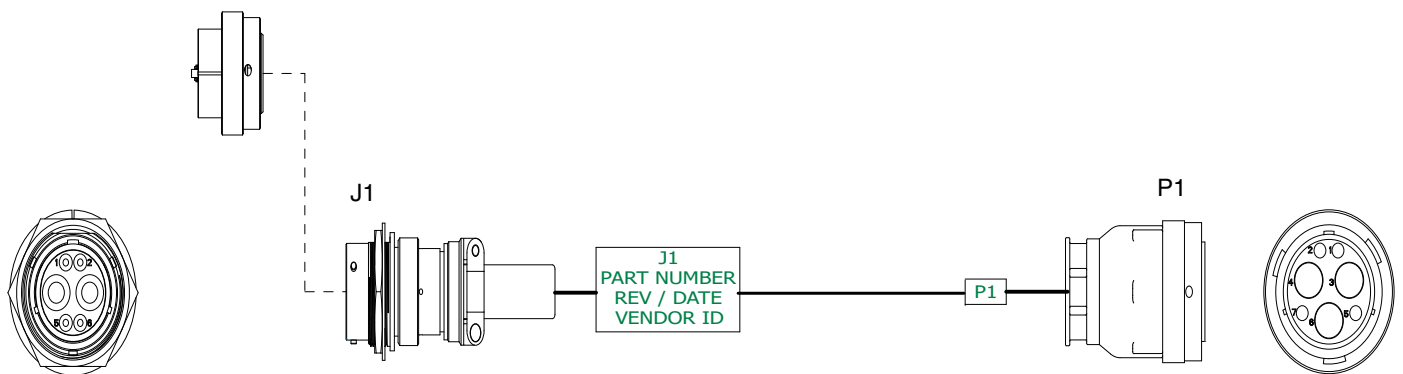 J1
P1
J1
PART NUMBER
REV / DATE
VENDOR ID
P1
1 2
5 6
2 1
4 3
7 5
6